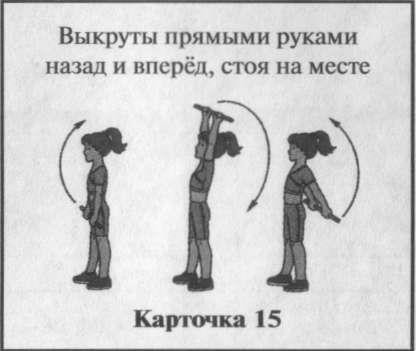 Выкруты прямыми руками
назад и вперёд, стоя на месте
Карточка 15